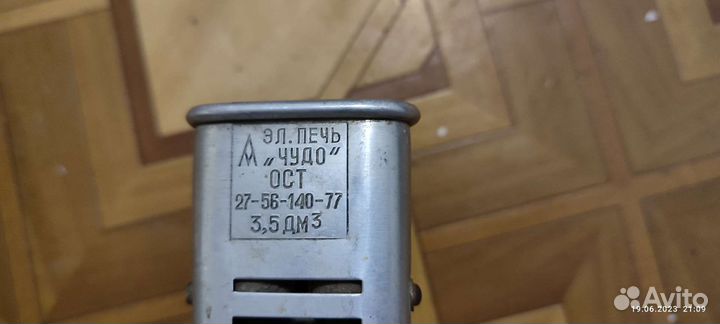 ЭЛ. ПЕЧЬ
„ЧУДО"
ОСТ
27-56-140-77
3,5 ДМ³
Avito
19.06.2023 21:09